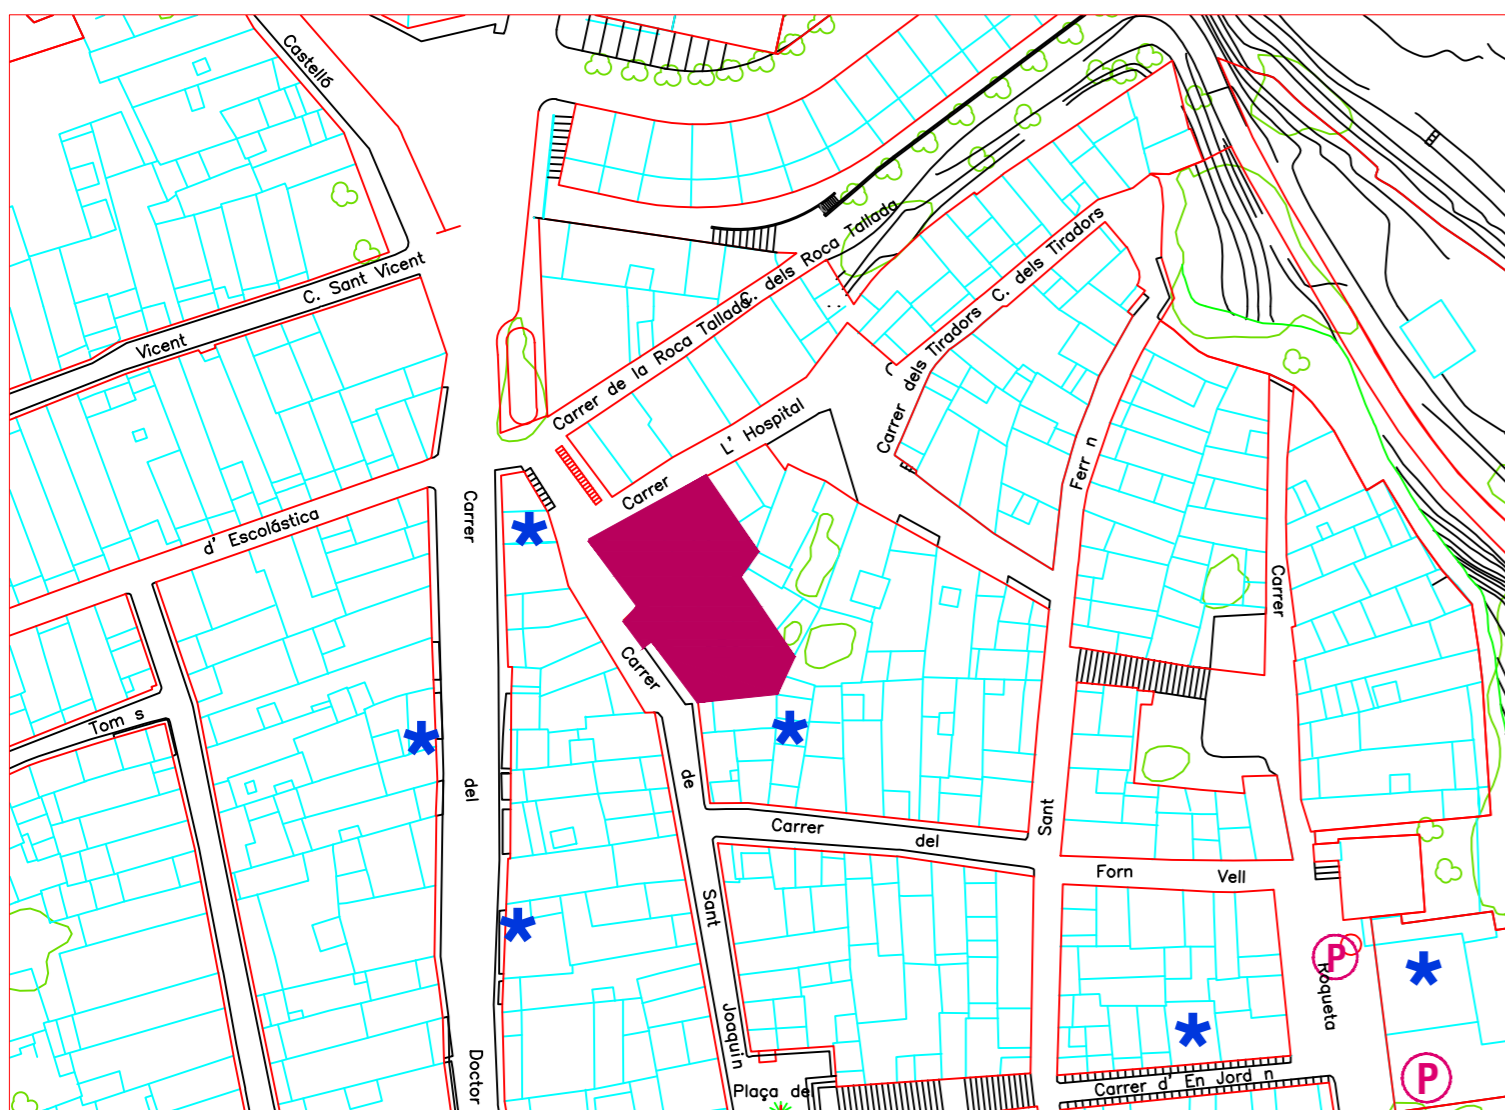 Castelló
C. Sant Vicent
Vicent
C. dels Roca Tallada
Carrer de la Roca Tallada
C. dels Tiradors
Carrer dels Tiradors
C
L' Hospital
Carrer
Ferr n
d' Escolástica
Carrer
Carrer
Carrer
Tom s
del
de
Carrer
del
Sant
Forn
Vell
Sant
P
Roqueta
Joaquin
Doctor
Plaça de
Carrer d' En Jord n
P